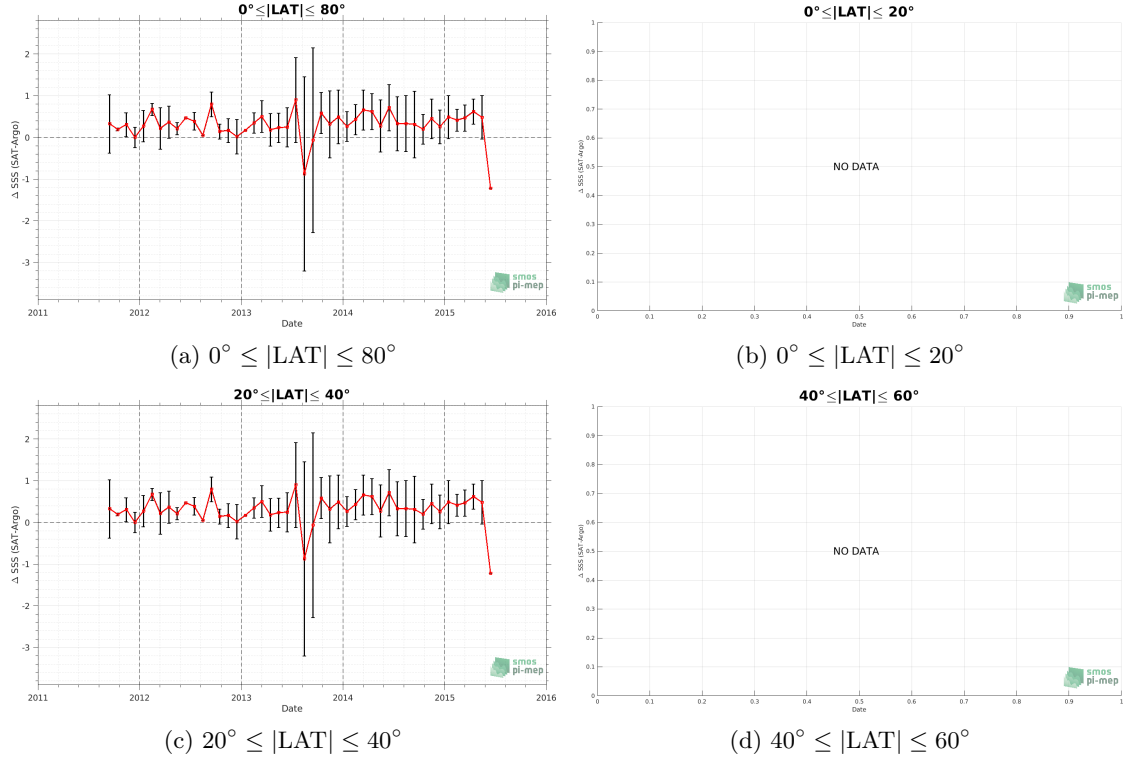 0°≤|LAT|≤ 80°
2
1
0
-1
-2
-3
Δ SSS (SAT-Argo)
2011 2012 2013 2014 2015 2016
Date
smos
pi-mep
(a) 0° ≤ |LAT| ≤ 80°
0°≤|LAT|≤ 20°
1
0.9
0.8
0.7
0.6
0.5
0.4
0.3
0.2
0.1
0
Δ SSS (SAT-Argo)
NO DATA
0 0.1 0.2 0.3 0.4 0.5 0.6 0.7 0.8 0.9 1
Date
smos
pi-mep
(b) 0° ≤ |LAT| ≤ 20°
20°≤|LAT|≤ 40°
2
1
0
-1
-2
-3
Δ SSS (SAT-Argo)
2011 2012 2013 2014 2015 2016
Date
smos
pi-mep
(c) 20° ≤ |LAT| ≤ 40°
40°≤|LAT|≤ 60°
1
0.9
0.8
0.7
0.6
0.5
0.4
0.3
0.2
0.1
0
Δ SSS (SAT-Argo)
NO DATA
0 0.1 0.2 0.3 0.4 0.5 0.6 0.7 0.8 0.9 1
Date
smos
pi-mep
(d) 40° ≤ |LAT| ≤ 60°